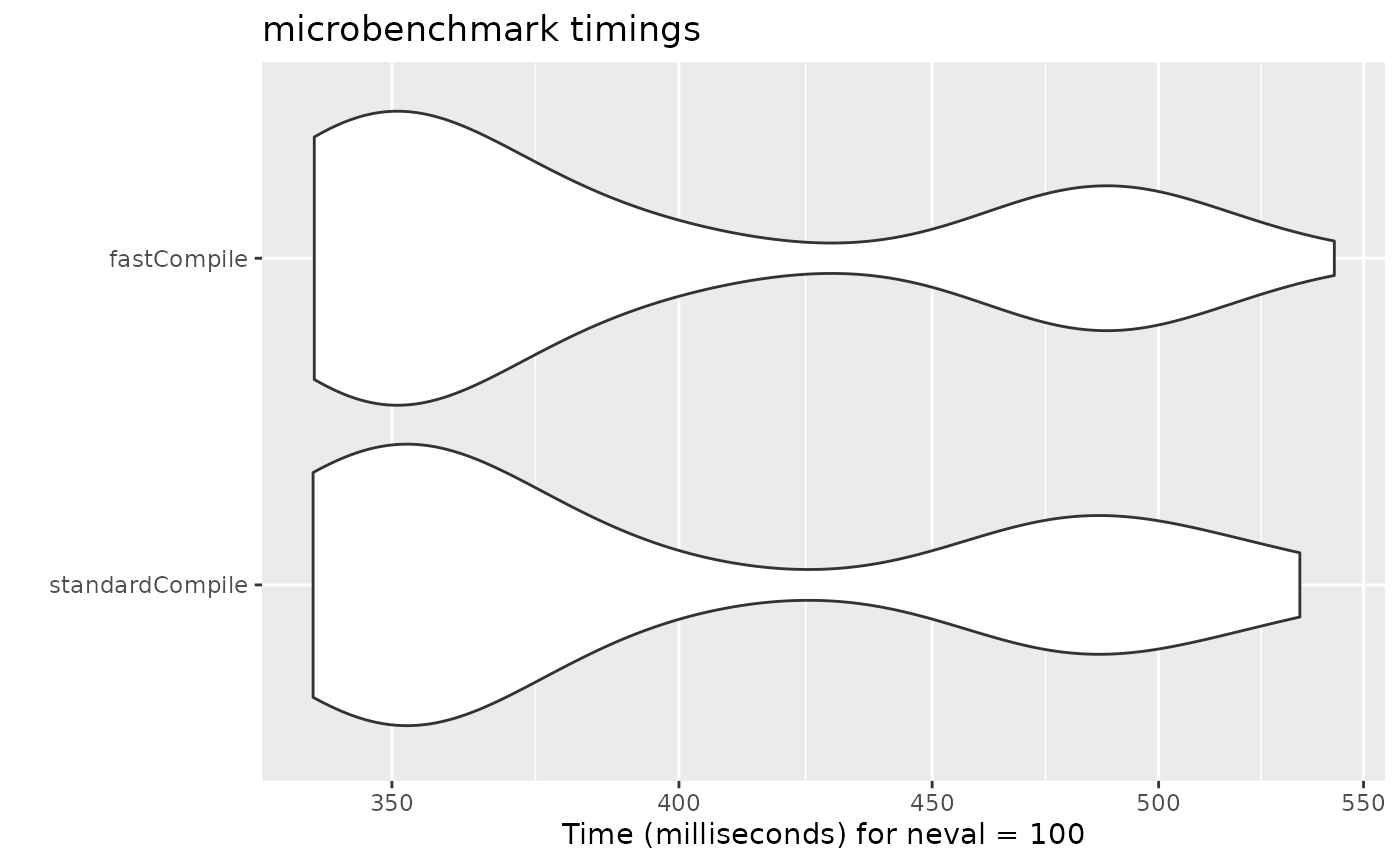 microbenchmark timings
fastCompile
standardCompile
350 400 450 500 550
Time (milliseconds) for neval = 100